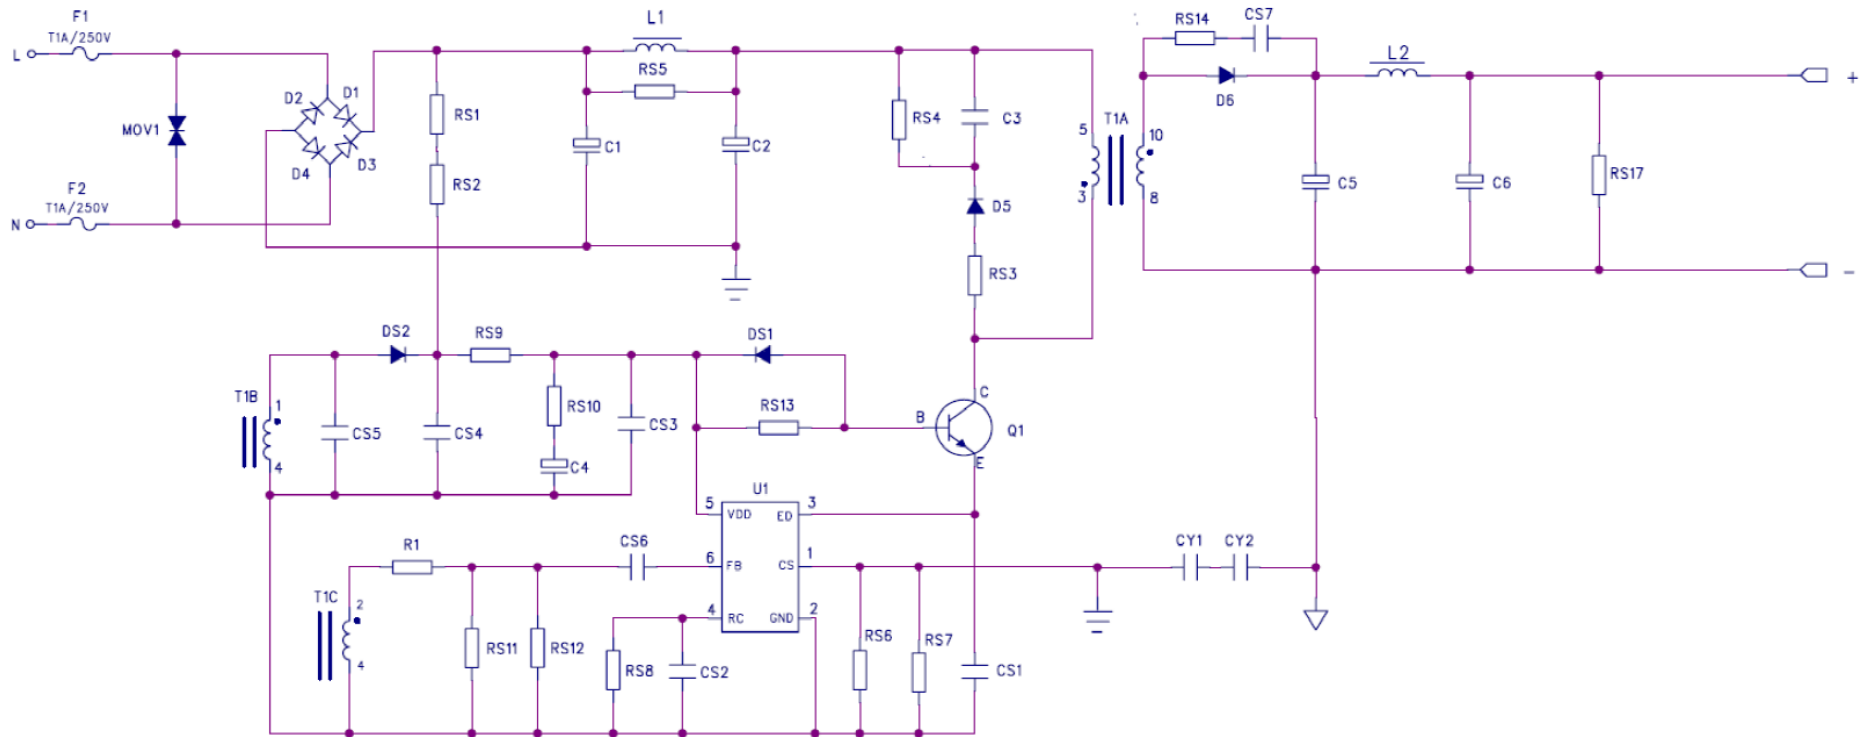 F1
T1A/250V
L
MOV1
F2
T1A/250V
N
D2
D1
D4
D3
RS1
RS2
L1
RS5
C1
C2
RS4
C3
D5
RS3
T1A
5
3
10
8
RS14
CS7
D6
L2
C5
C6
RS17
+
-
DS2
RS9
DS1
T1B
1
4
CS5
CS4
RS10
C4
CS3
RS13
B
C
E
Q1
U1
5
VDD
ED
3
6
FB
CS
1
4
RC
GND
2
R1
CS6
T1C
2
4
RS11
RS12
RS8
CS2
RS6
RS7
CS1
CY1
CY2